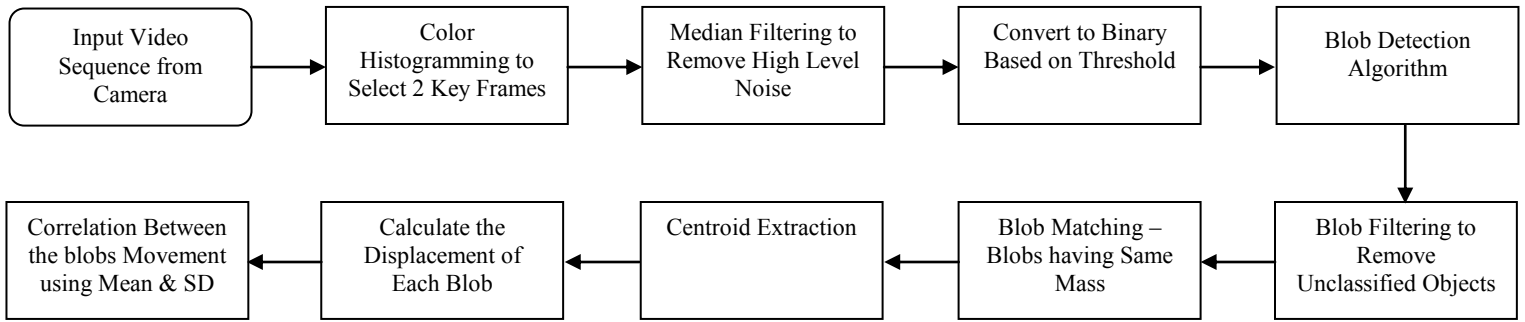 Input Video
Sequence from
Camera
Color
Histogramming to
Select 2 Key Frames
Median Filtering to
Remove High Level
Noise
Convert to Binary
Based on Threshold
Blob Detection
Algorithm
Blob Filtering to
Remove
Unclassified Objects
Blob Matching –
Blobs having Same
Mass
Centroid Extraction
Calculate the
Displacement of
Each Blob
Correlation Between
the blobs Movement
using Mean & SD